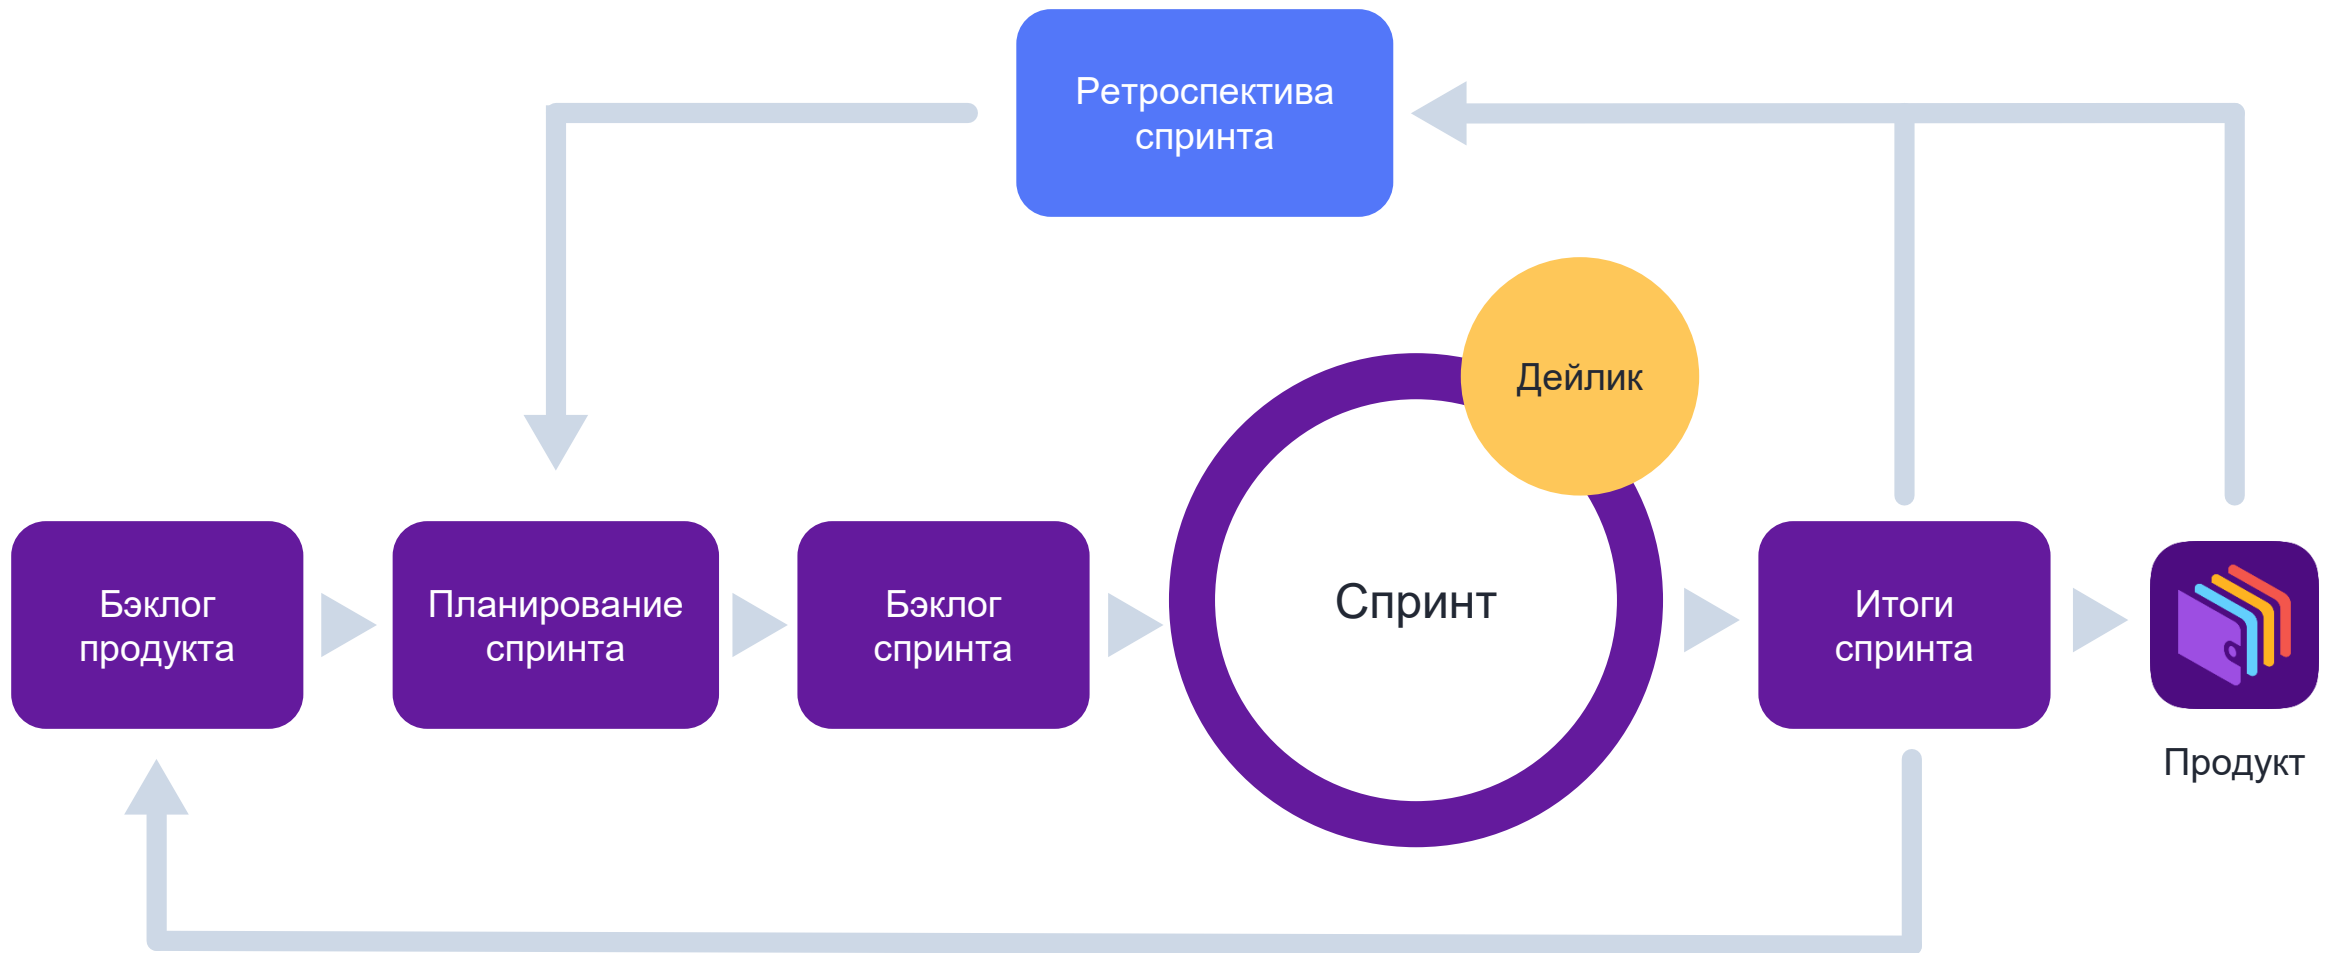 Ретроспектива
спринта
Дейлик
Бэклог
продукта
Планирование
спринта
Бэклог
спринта
Спринт
Итоги
спринта
Продукт